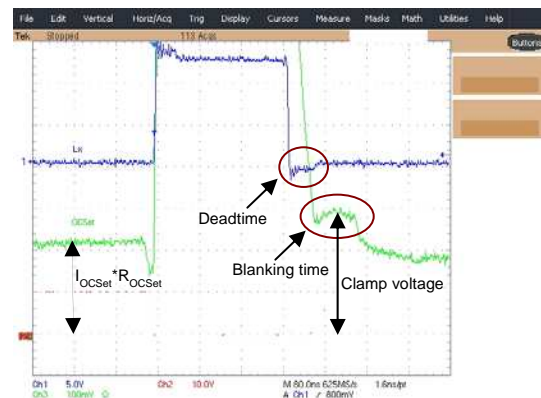 File Edit Vertical Horiz/Acq Trig Display Cursors Measure Masks Math Utilities Help
Tek Stopped 113 Acqs
Buttons
Lx
1
Deadtime
OCSet
Blanking time
I_OCSet*R_OCSet
Clamp voltage
Ch1 5.0V Ch2 10.0V M 80.0ns 625MS/s 1.6ns/pt
Ch3 100mV Ω A Ch1 / 800mV